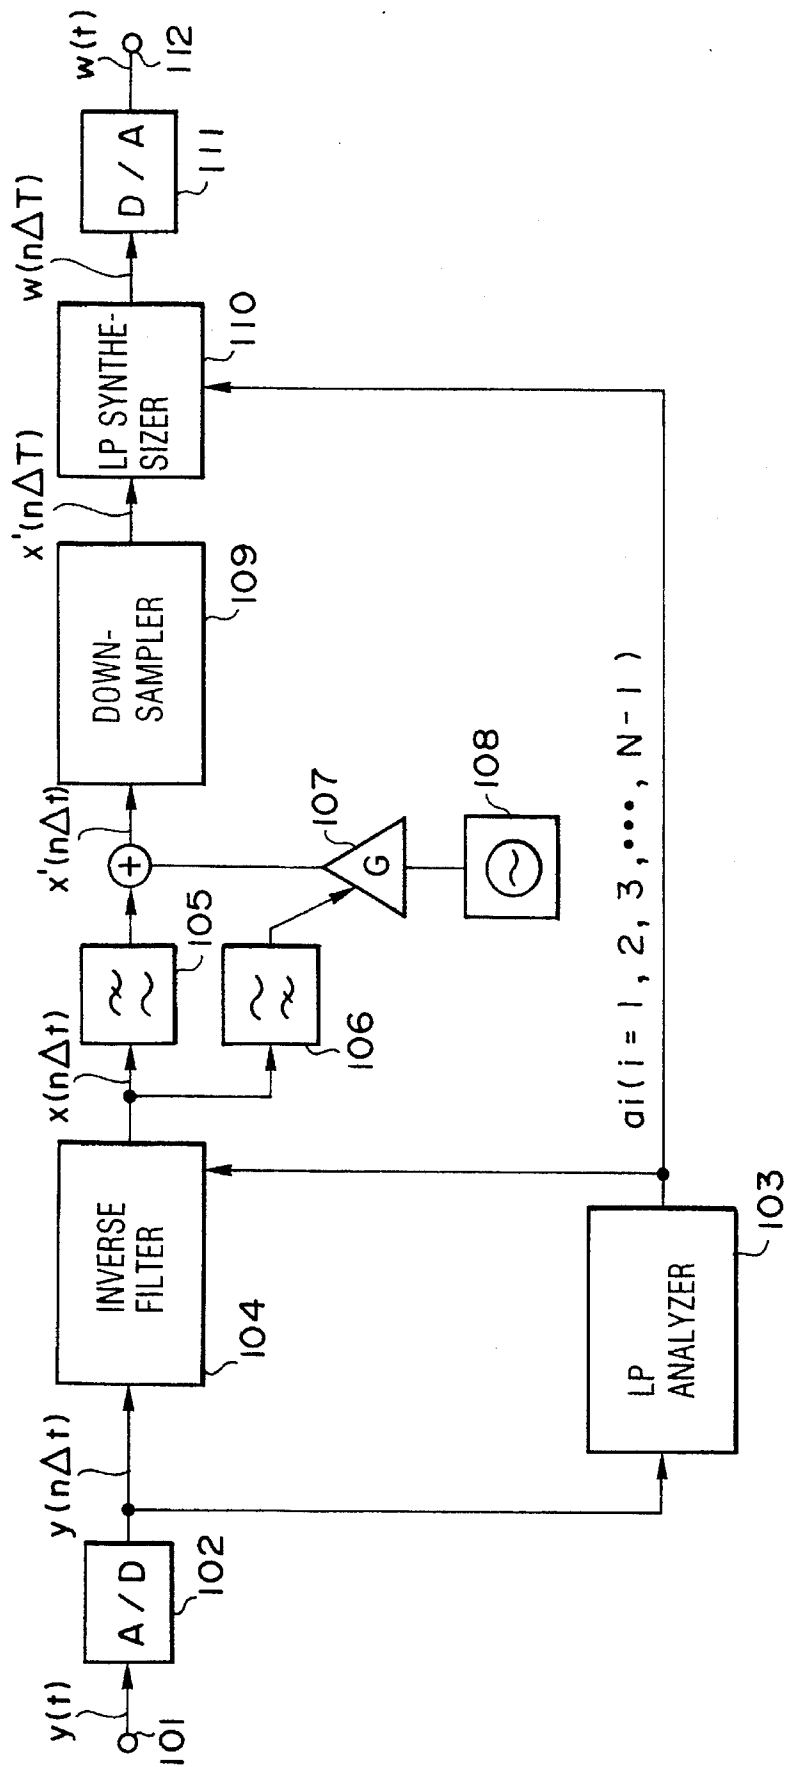 y(t)
101
A/D
102
y(nΔt)
INVERSE
FILTER
104
LP
ANALYZER
103
x(nΔt)
105
106
x'(nΔt)
G
107
108
ai(i = 1, 2, 3, ..., N-1)
DOWN-
SAMPLER
109
x'(nΔT)
LP SYNTHE-
SIZER
110
w(nΔT)
D/A
111
w(t)
112